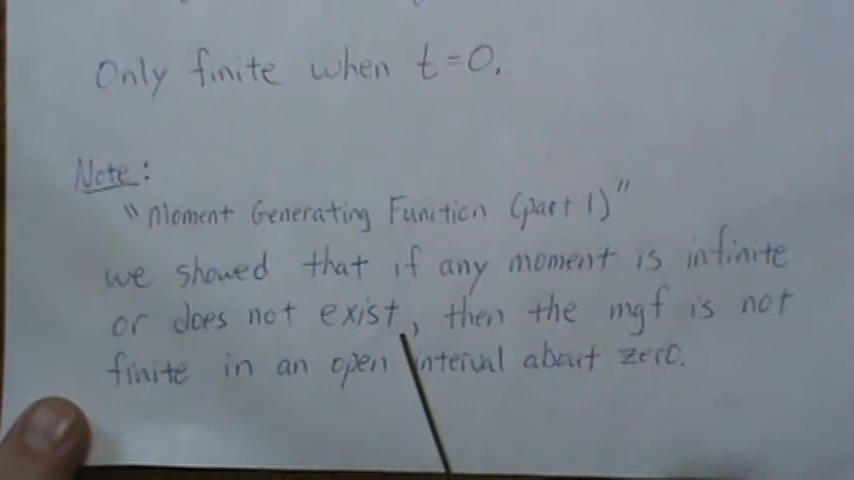 Only finite when t=0.
Note:
"Moment Generating Function (part 1)"
we showed that if any moment is infinite
or does not exist, then the mgf is not
finite in an open interval about zero.